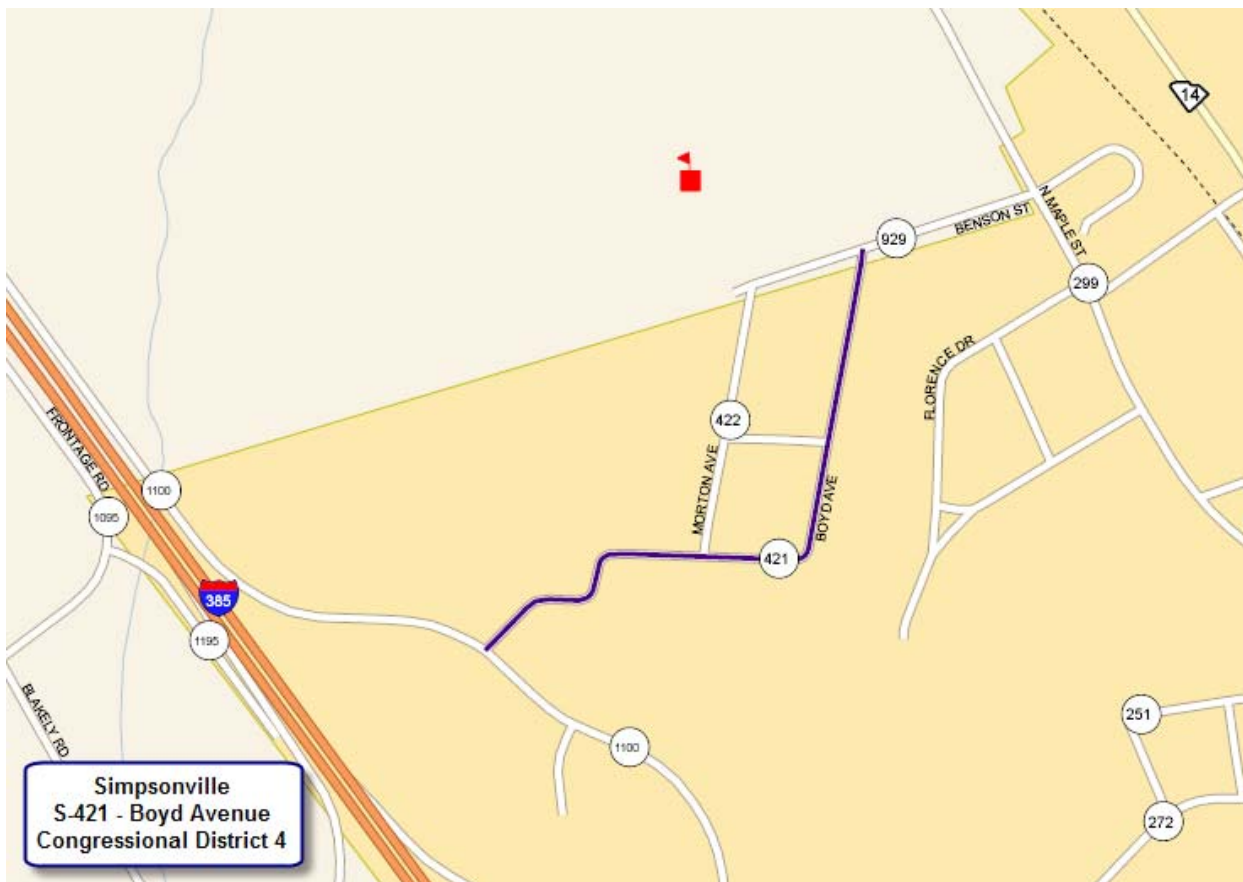 14
929
BENSON ST
N MAPLE ST
299
FLORENCE DR
422
MORTON AVE
BOYD AVE
421
FRONTAGE RD
1100
1095
385
1195
BLAKELY RD
1100
251
272
Simpsonville
S-421 - Boyd Avenue
Congressional District 4